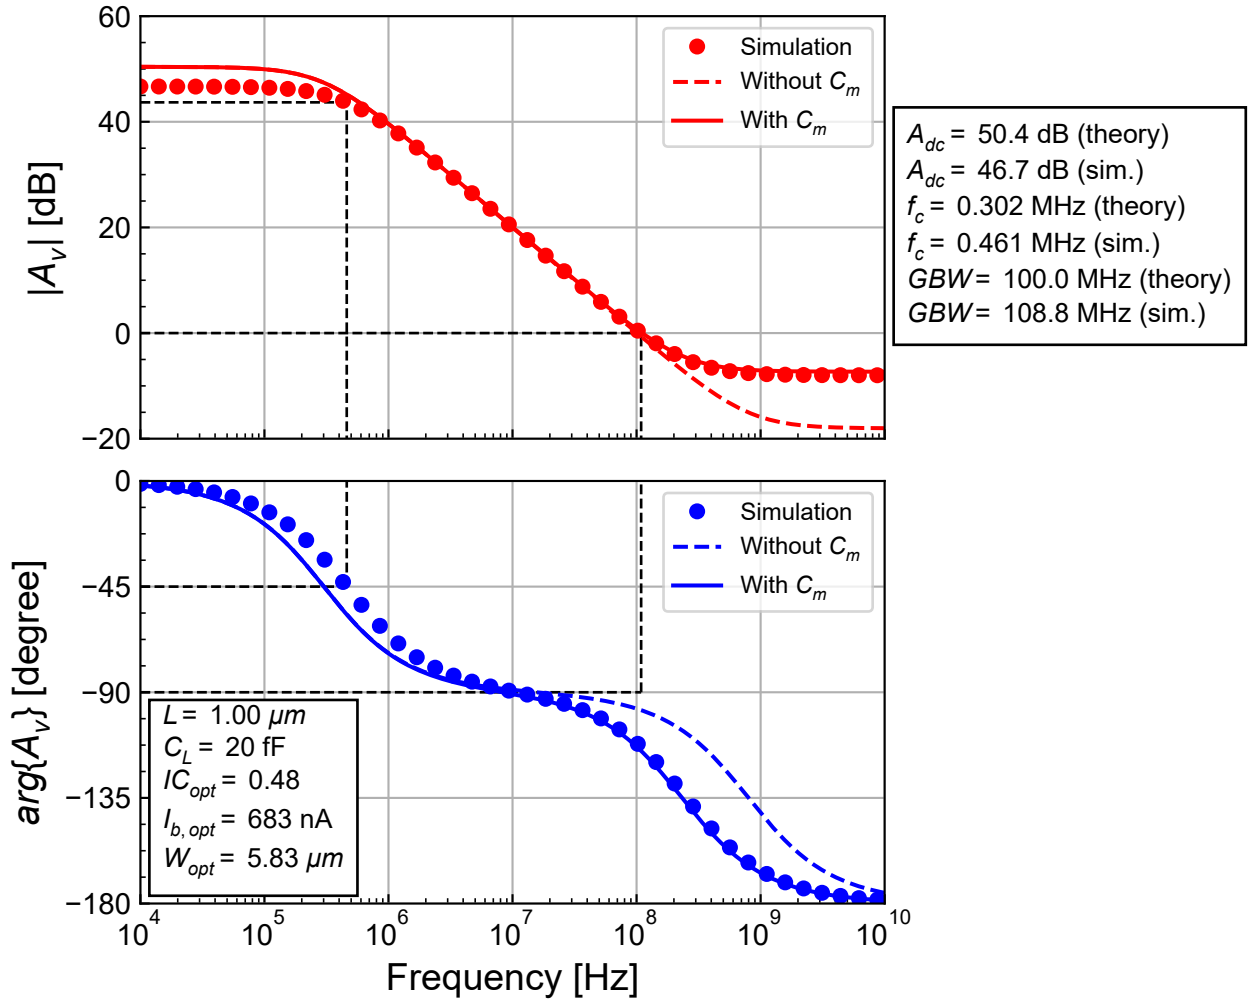 60
40
20
0
−20
|A_v| [dB]
Simulation
Without C_m
With C_m
A_dc = 50.4 dB (theory)
A_dc = 46.7 dB (sim.)
f_c = 0.302 MHz (theory)
f_c = 0.461 MHz (sim.)
GBW = 100.0 MHz (theory)
GBW = 108.8 MHz (sim.)
0
−45
−90
−135
−180
arg{A_v} [degree]
Simulation
Without C_m
With C_m
L = 1.00 µm
C_L = 20 fF
IC_opt = 0.48
I_b, opt = 683 nA
W_opt = 5.83 µm
10^4 10^5 10^6 10^7 10^8 10^9 10^10
Frequency [Hz]